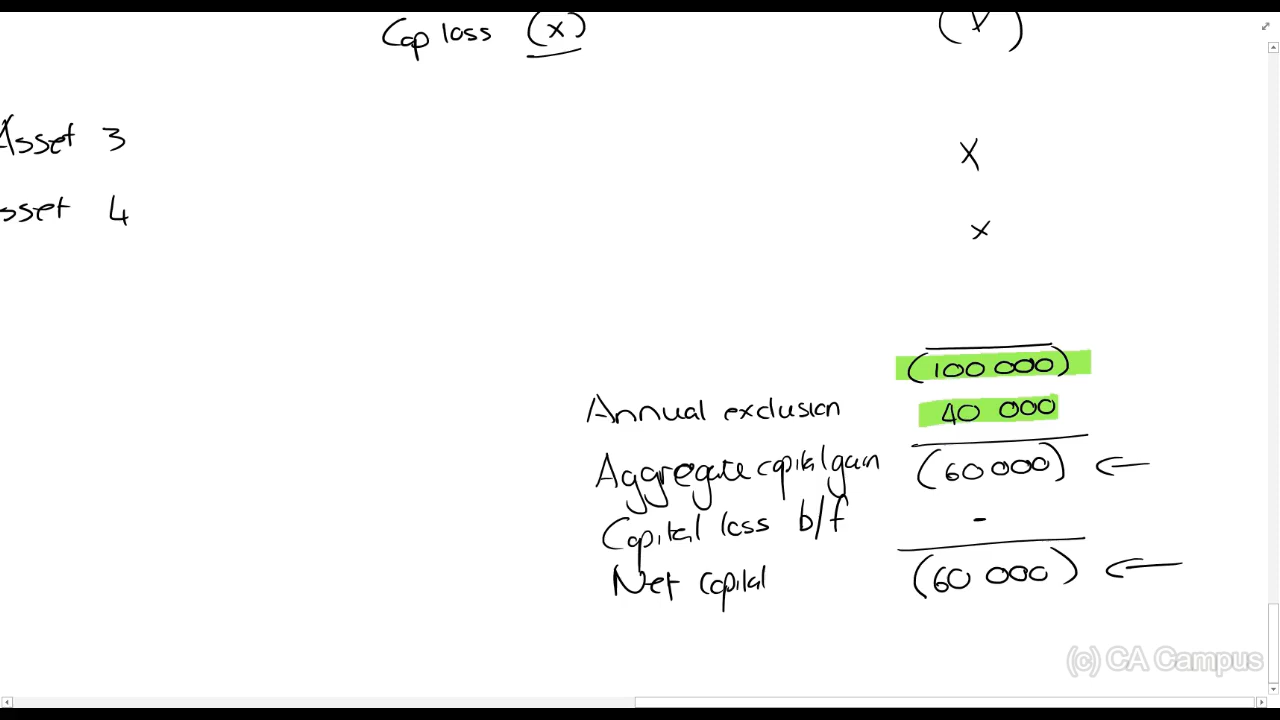 Cap loss (x) (X)
Asset 3 X
sset 4 x
(100 000)
Annual exclusion 40 000
Aggregate capital gain (60 000) ←
Capital loss b/f -
Net capital (60 000) ←
(c) CA Campus